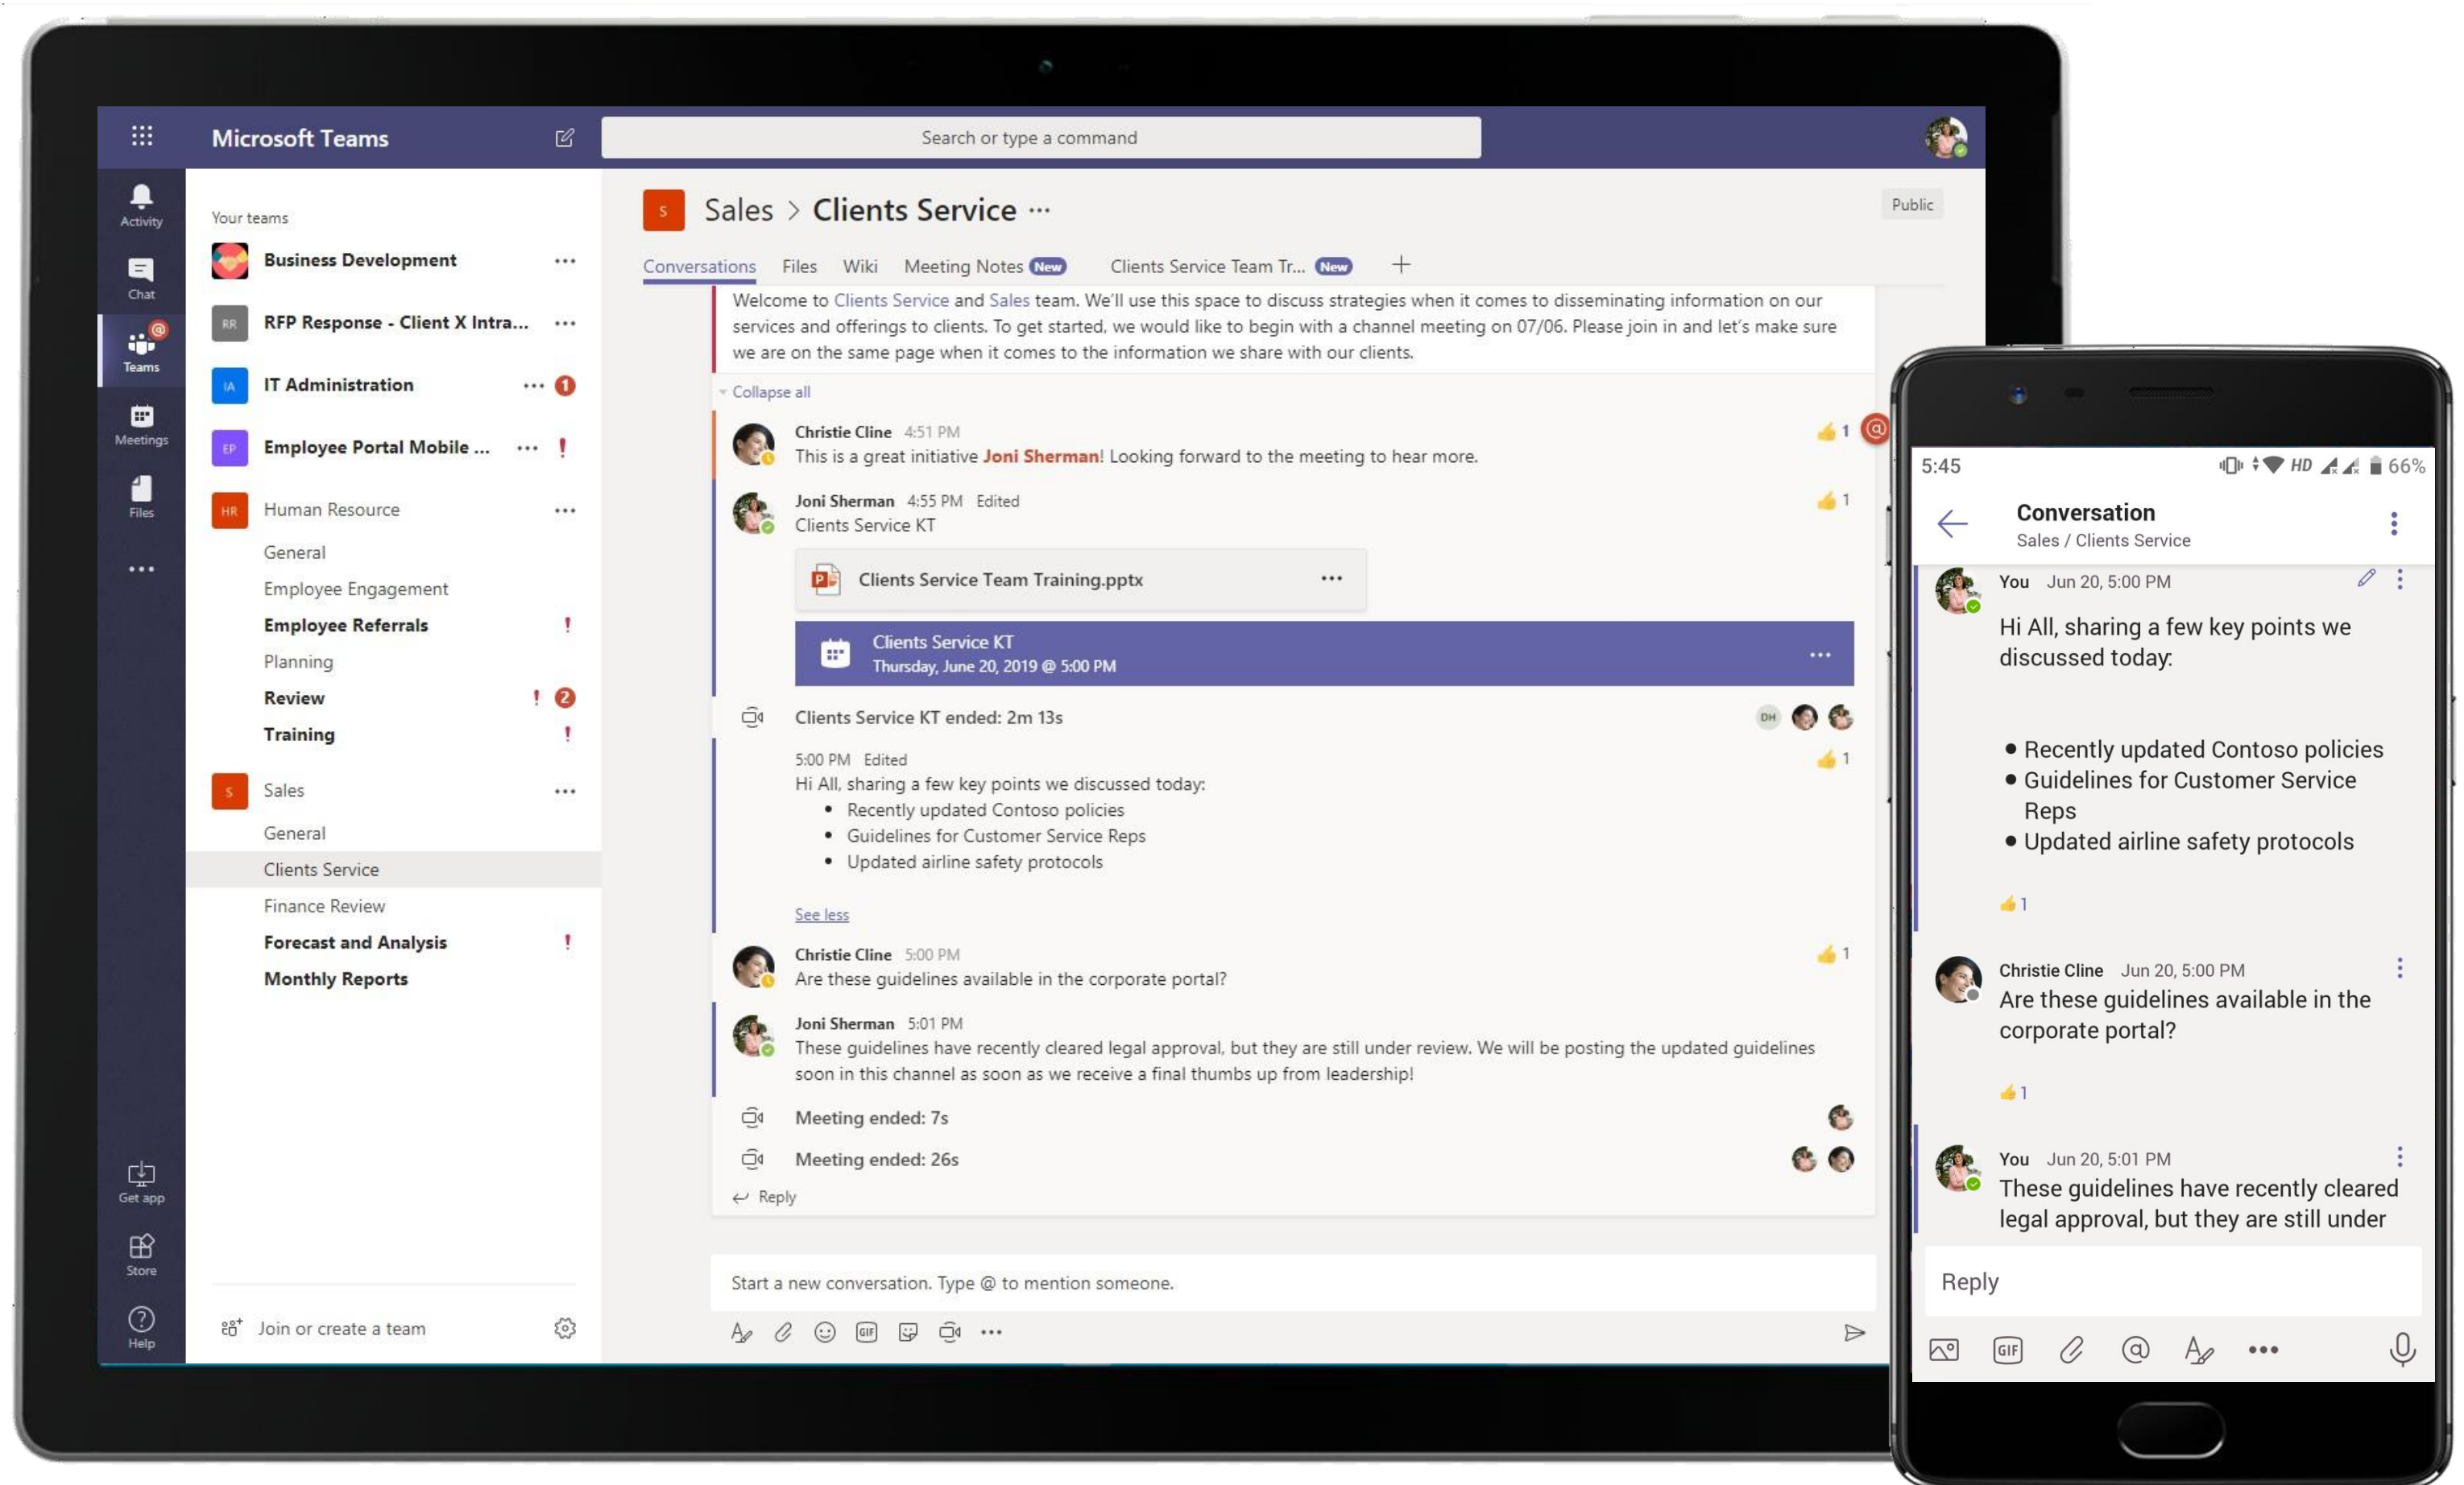 Microsoft Teams
Search or type a command
Activity
Chat
Teams
Meetings
Files
Get app
Store
Help
Your teams
Business Development
RR
RFP Response - Client X Intra...
IA
IT Administration
1
EP
Employee Portal Mobile ...
!
HR
Human Resource
General
Employee Engagement
Employee Referrals
!
Planning
Review
! 2
Training
!
S
Sales
General
Clients Service
Finance Review
Forecast and Analysis
!
Monthly Reports
Join or create a team
S
Sales > Clients Service
Public
Conversations
Files
Wiki
Meeting Notes New
Clients Service Team Tr... New
Welcome to Clients Service and Sales team. We'll use this space to discuss strategies when it comes to disseminating information on our
services and offerings to clients. To get started, we would like to begin with a channel meeting on 07/06. Please join in and let's make sure
we are on the same page when it comes to the information we share with our clients.
Collapse all
Christie Cline 4:51 PM
1
@
This is a great initiative Joni Sherman! Looking forward to the meeting to hear more.
Joni Sherman 4:55 PM Edited
1
Clients Service KT
Clients Service Team Training.pptx
Clients Service KT
Thursday, June 20, 2019 @ 5:00 PM
Clients Service KT ended: 2m 13s
DH
5:00 PM Edited
1
Hi All, sharing a few key points we discussed today:
• Recently updated Contoso policies
• Guidelines for Customer Service Reps
• Updated airline safety protocols
See less
Christie Cline 5:00 PM
1
Are these guidelines available in the corporate portal?
Joni Sherman 5:01 PM
These guidelines have recently cleared legal approval, but they are still under review. We will be posting the updated guidelines
soon in this channel as soon as we receive a final thumbs up from leadership!
Meeting ended: 7s
Meeting ended: 26s
Reply
Start a new conversation. Type @ to mention someone.
GIF
5:45
HD
66%
Conversation
Sales / Clients Service
You Jun 20, 5:00 PM
Hi All, sharing a few key points we
discussed today:
• Recently updated Contoso policies
• Guidelines for Customer Service
Reps
• Updated airline safety protocols
1
Christie Cline Jun 20, 5:00 PM
Are these guidelines available in the
corporate portal?
1
You Jun 20, 5:01 PM
These guidelines have recently cleared
legal approval, but they are still under
Reply
GIF
@